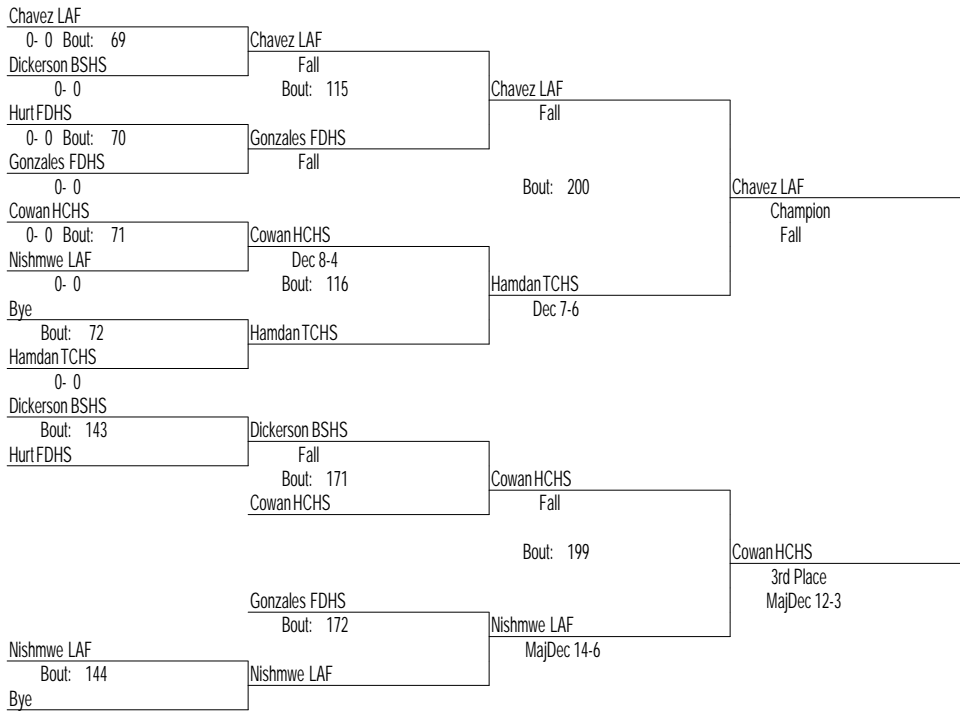 Chavez LAF
0- 0 Bout: 69
Chavez LAF
Dickerson BSHS
Fall
0- 0
Bout: 115
Chavez LAF
Hurt FDHS
Fall
0- 0 Bout: 70
Gonzales FDHS
Gonzales FDHS
Fall
0- 0
Bout: 200
Chavez LAF
Cowan HCHS
Champion
0- 0 Bout: 71
Cowan HCHS
Fall
Nishmwe LAF
Dec 8-4
0- 0
Bout: 116
Hamdan TCHS
Bye
Dec 7-6
Bout: 72
Hamdan TCHS
Hamdan TCHS
0- 0
Dickerson BSHS
Bout: 143
Dickerson BSHS
Hurt FDHS
Fall
Bout: 171
Cowan HCHS
Cowan HCHS
Fall
Bout: 199
Cowan HCHS
3rd Place
Gonzales FDHS
MajDec 12-3
Bout: 172
Nishmwe LAF
Nishmwe LAF
MajDec 14-6
Bout: 144
Nishmwe LAF
Bye